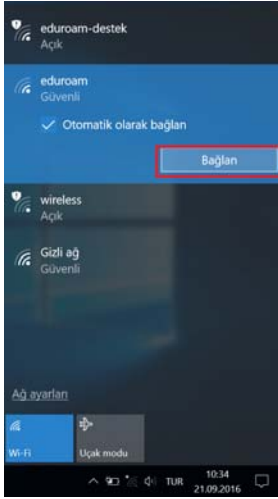 eduroam-destek
Açık
eduroam
Güvenli
Otomatik olarak bağlan
Bağlan
wireless
Açık
Gizli ağ
Güvenli
Ağ ayarları
Wi-Fi
Uçak modu
TUR
10:34
21.09.2016